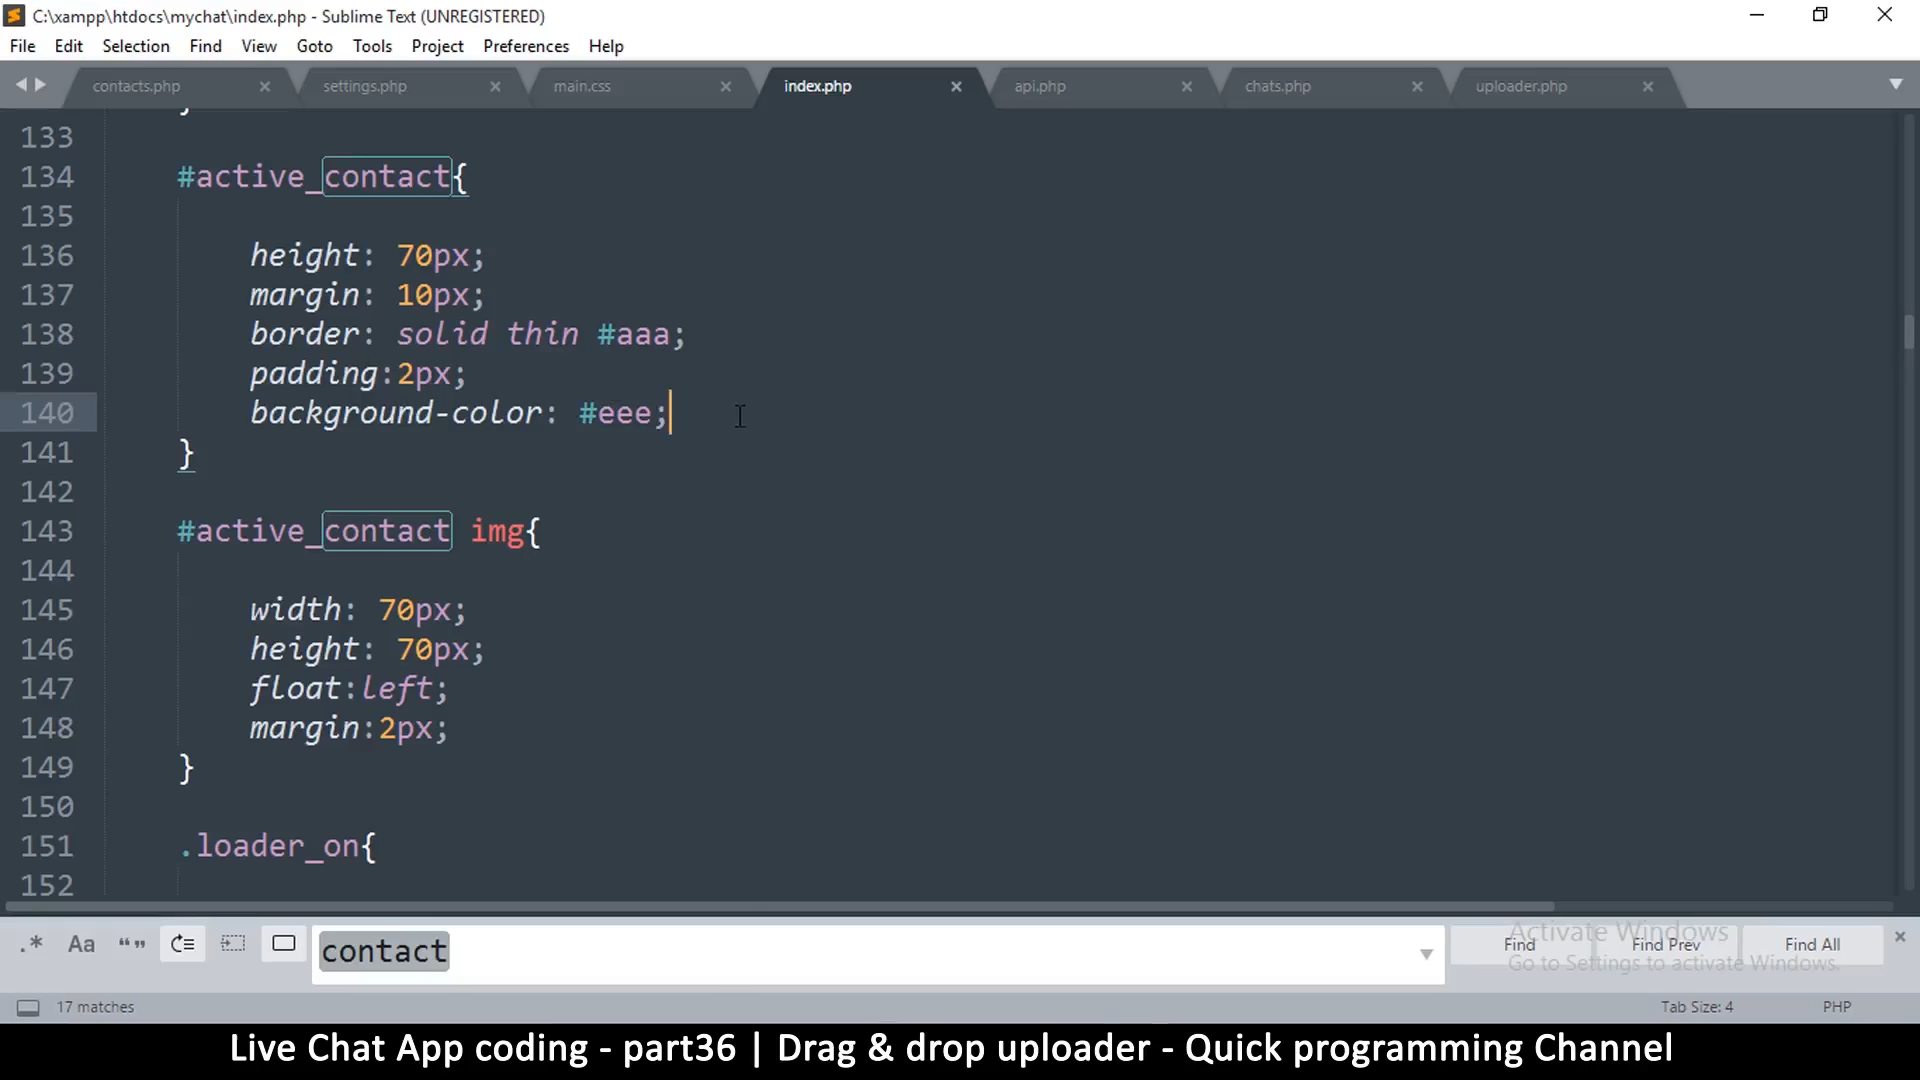 C:\xampp\htdocs\mychat\index.php - Sublime Text (UNREGISTERED)
File Edit Selection Find View Goto Tools Project Preferences Help
contacts.php settings.php main.css index.php api.php chats.php uploader.php
}
133
134 #active_contact{
135
136 height: 70px;
137 margin: 10px;
138 border: solid thin #aaa;
139 padding:2px;
140 background-color: #eee;
141 }
142
143 #active_contact img{
144
145 width: 70px;
146 height: 70px;
147 float:left;
148 margin:2px;
149 }
150
151 .loader_on{
152
.* Aa “” contact Find Find Prev Find All
Activate Windows
Go to Settings to activate Windows.
17 matches Tab Size: 4 PHP
Live Chat App coding - part36 | Drag & drop uploader - Quick programming Channel